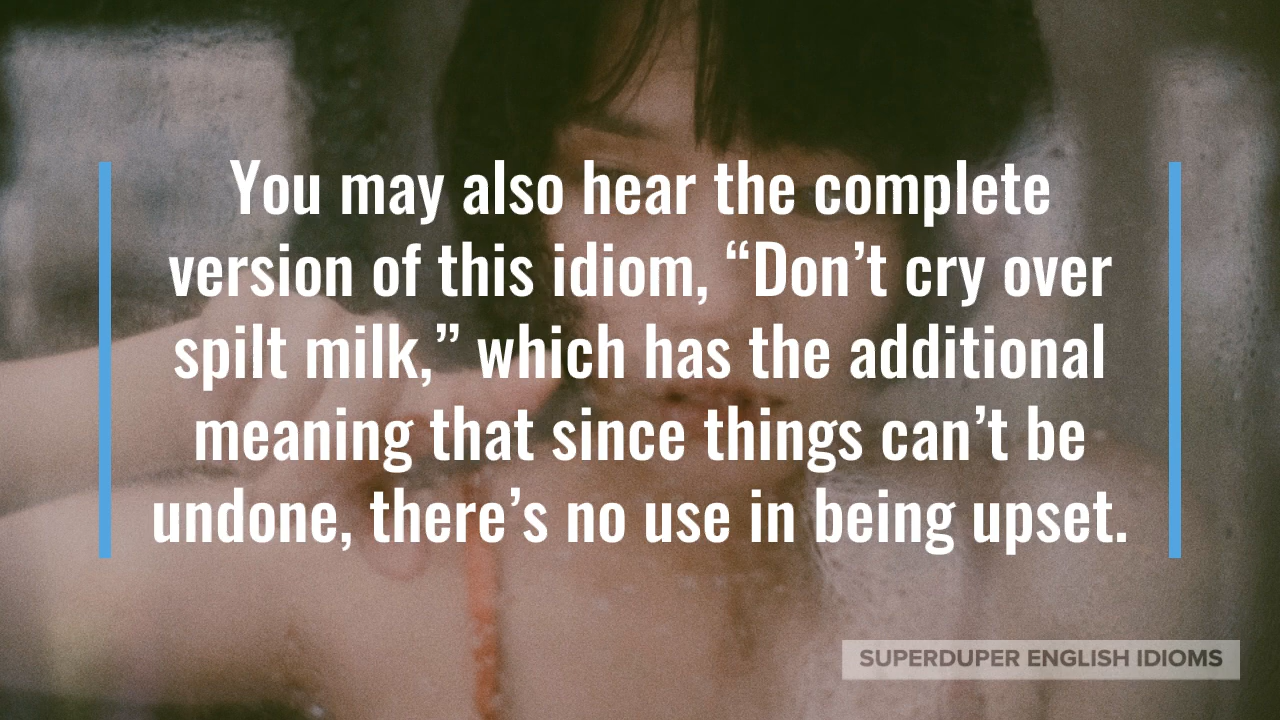 You may also hear the complete
version of this idiom, “Don’t cry over
spilt milk,” which has the additional
meaning that since things can’t be
undone, there’s no use in being upset.
SUPERDUPER ENGLISH IDIOMS